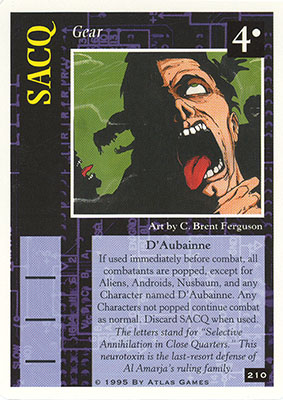 SACQ
Gear
4•
Art by C. Brent Ferguson
D'Aubainne
If used immediately before combat, all
combatants are popped, except for
Aliens, Androids, Nusbaum, and any
Character named D'Aubainne. Any
Characters not popped continue combat
as normal. Discard SACQ when used.
The letters stand for "Selective
Annihilation in Close Quarters." This
neurotoxin is the last-resort defense of
Al Amarja's ruling family.
© 1995 By Atlas Games
210